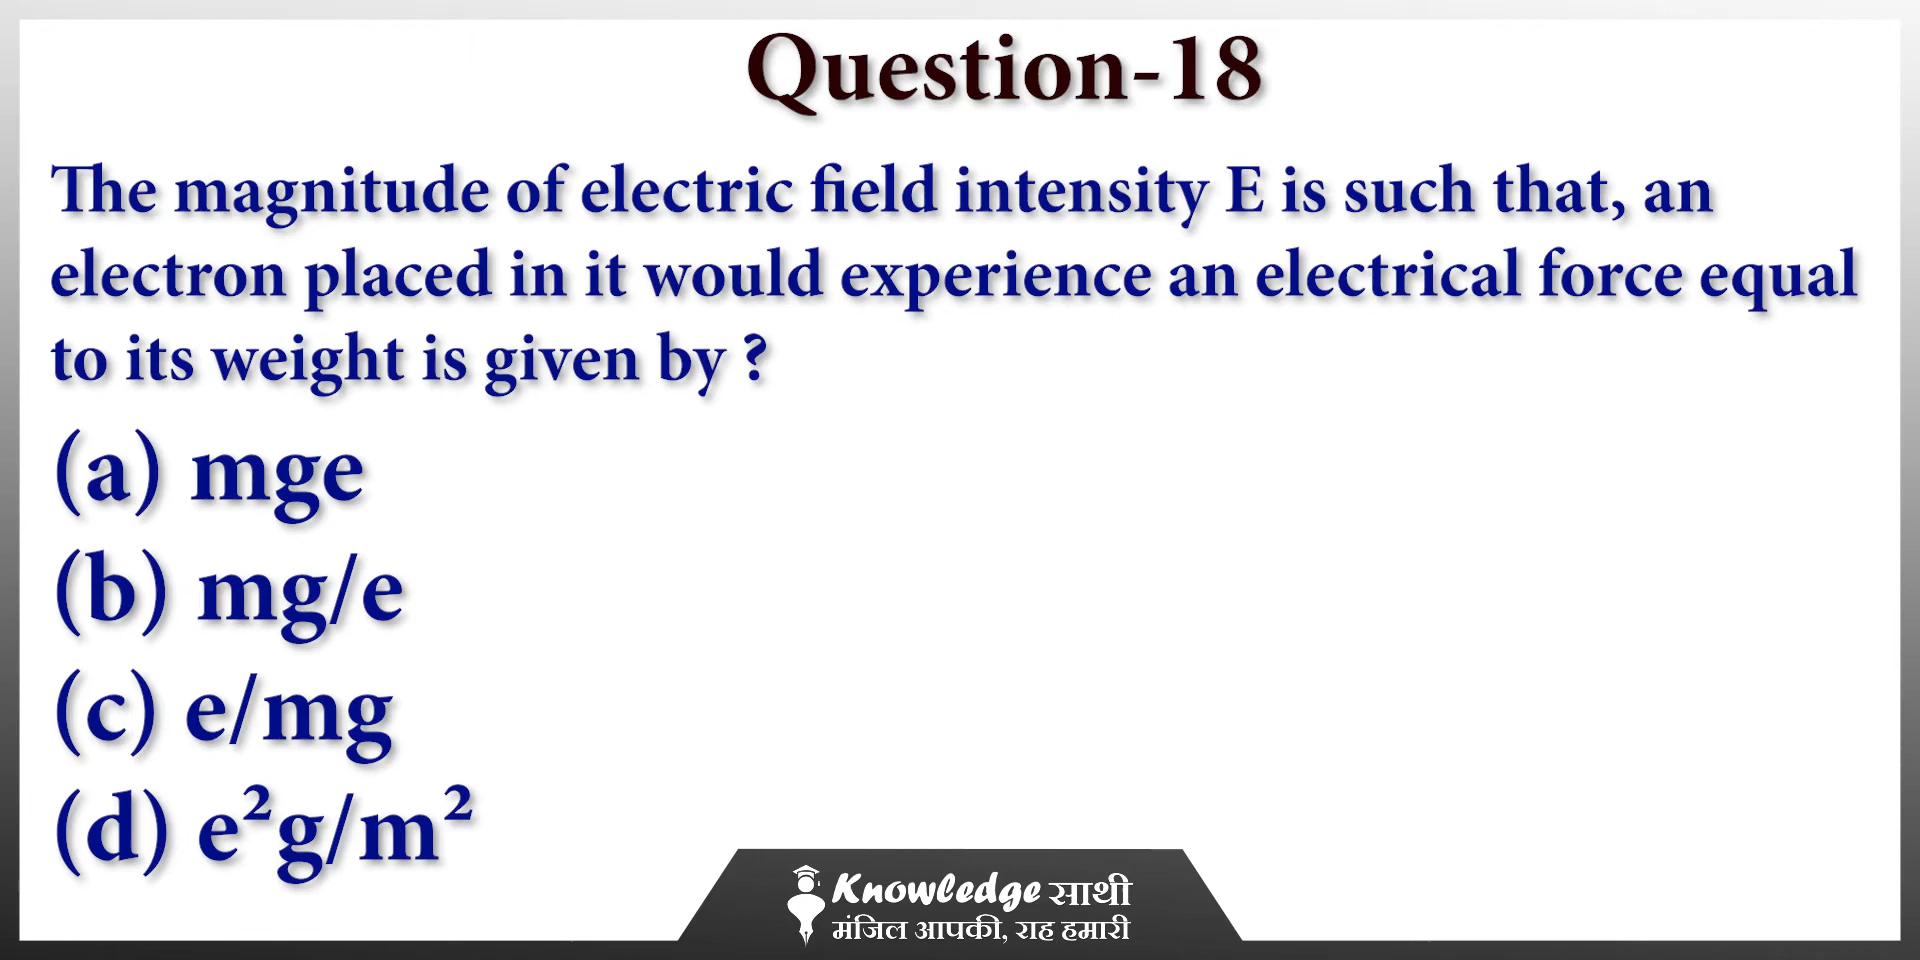 Question-18
The magnitude of electric field intensity E is such that, an
electron placed in it would experience an electrical force equal
to its weight is given by ?
(a) mge
(b) mg/e
(c) e/mg
(d) e²g/m²
Knowledge साथी
मंजिल आपकी, राह हमारी